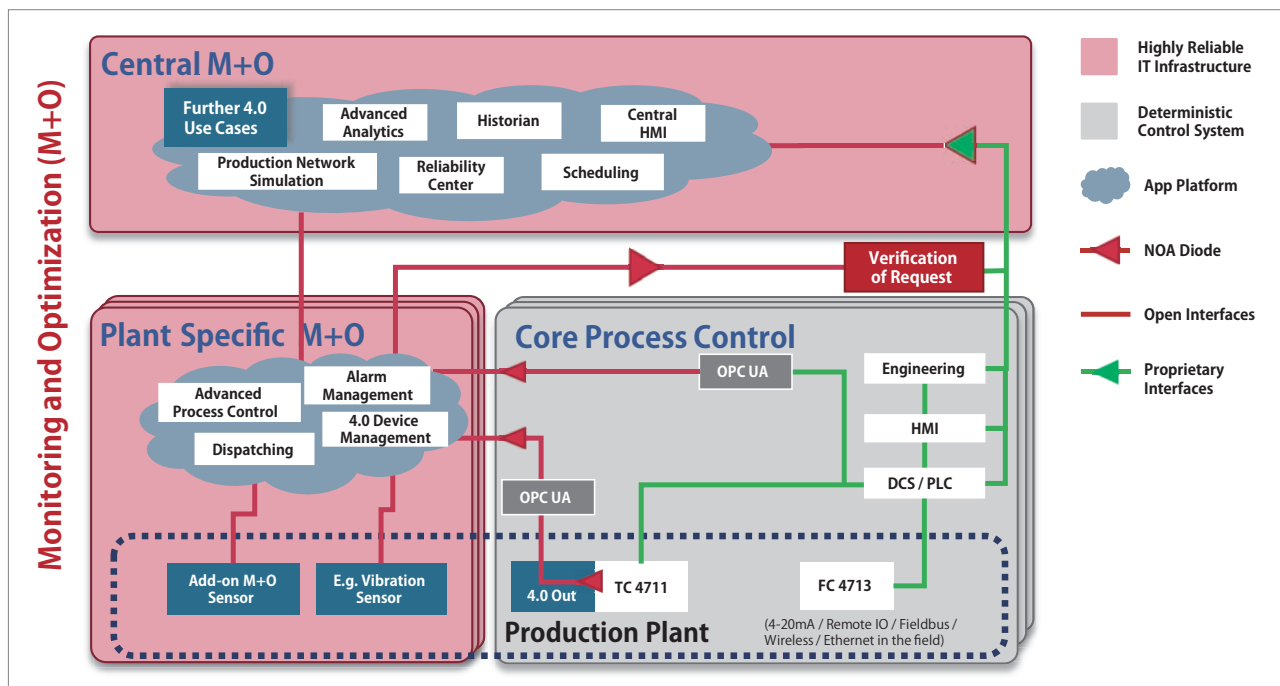 Monitoring and Optimization (M+O)
Central M+O
Further 4.0
Use Cases
Advanced
Analytics
Historian
Central
HMI
Production Network
Simulation
Reliability
Center
Scheduling
Highly Reliable
IT Infrastructure
Deterministic
Control System
App Platform
NOA Diode
Open Interfaces
Proprietary
Interfaces
Verification
of Request
Plant Specific M+O
Alarm
Management
Advanced
Process Control
4.0 Device
Management
Dispatching
Add-on M+O
Sensor
E.g. Vibration
Sensor
Core Process Control
OPC UA
Engineering
HMI
DCS / PLC
OPC UA
4.0 Out
TC 4711
FC 4713
Production Plant
(4-20mA / Remote IO / Fieldbus /
Wireless / Ethernet in the field)